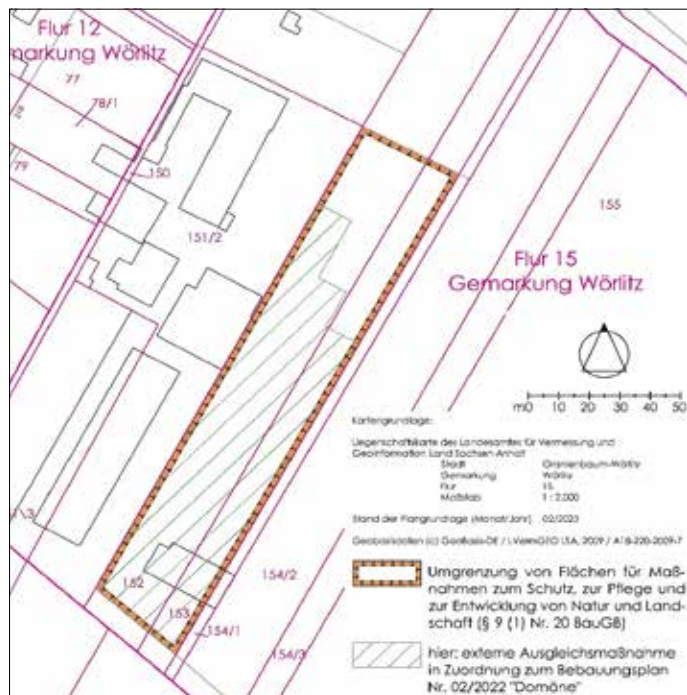 Flur 12
markung Wörlitz
77
78/1
79
150
151/2
155
Flur 15
Gemarkung Wörlitz
m0 10 20 30 40 50
Kartengrundlage:
Liegenschaftskarte des Landesamtes für Vermessung und
Geoinformation Land Sachsen-Anhalt
Stadt Oranienbaum-Wörlitz
Gemarkung Wörlitz
Flur 15
Maßstab 1 : 2.000
Stand der Plangrundlage (Monat/Jahr) 02/2023
Geobasisdaten (c) GeoBasis-DE / LVermGEO LSA, 2009 / A18-220-2009-7
Umgrenzung von Flächen für Maß-
nahmen zum Schutz, zur Pflege und
zur Entwicklung von Natur und Land-
schaft (§ 9 (1) Nr. 20 BauGB)
hier: externe Ausgleichsmaßnahme
in Zuordnung zum Bebauungsplan
Nr. 02/2022 "Domäne"
152
153
154/2
154/1
154/3